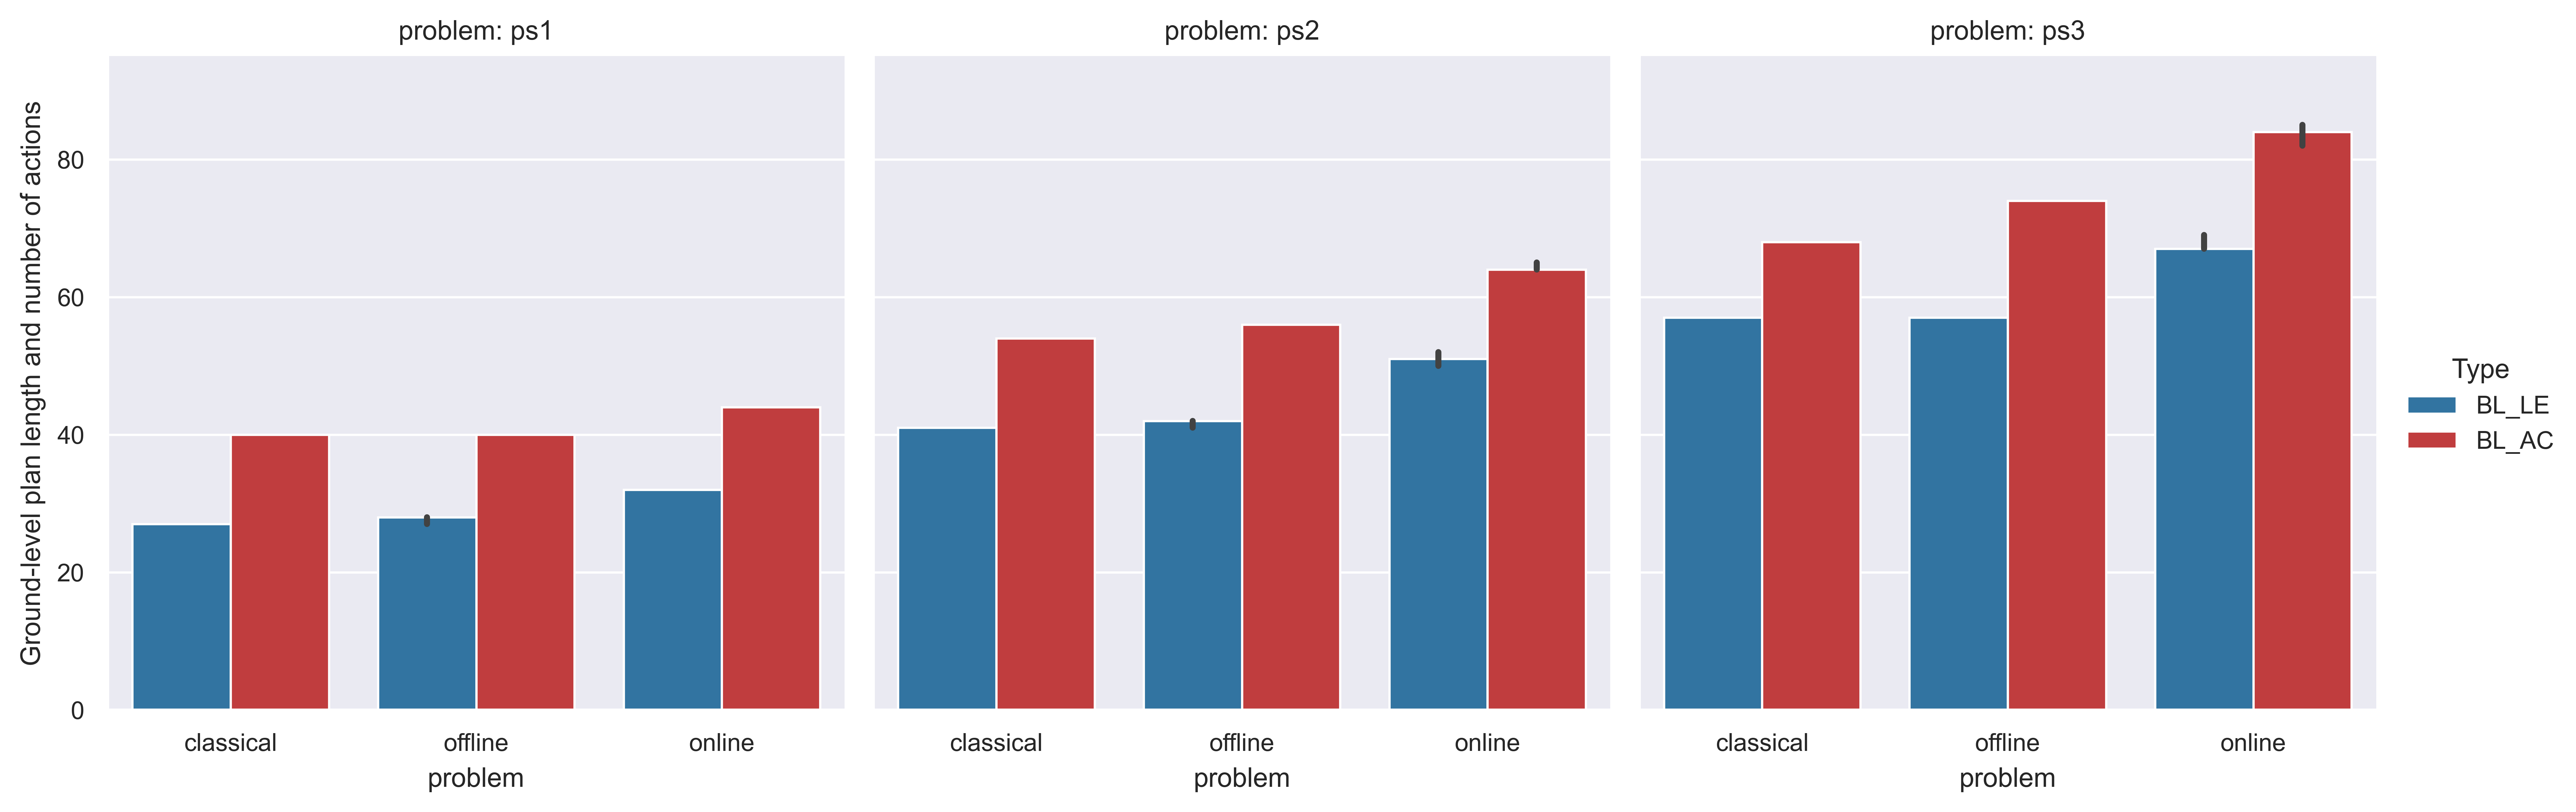 problem: ps1
problem: ps2
problem: ps3
Ground-level plan length and number of actions
80
60
40
20
0
classical
offline
online
classical
offline
online
classical
offline
online
problem
problem
problem
Type
BL_LE
BL_AC